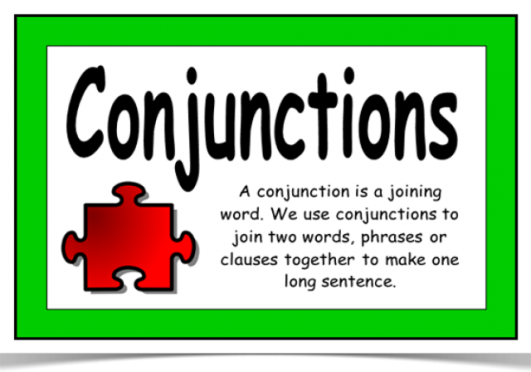 Conjunctions
A conjunction is a joining
word. We use conjunctions to
join two words, phrases or
clauses together to make one
long sentence.